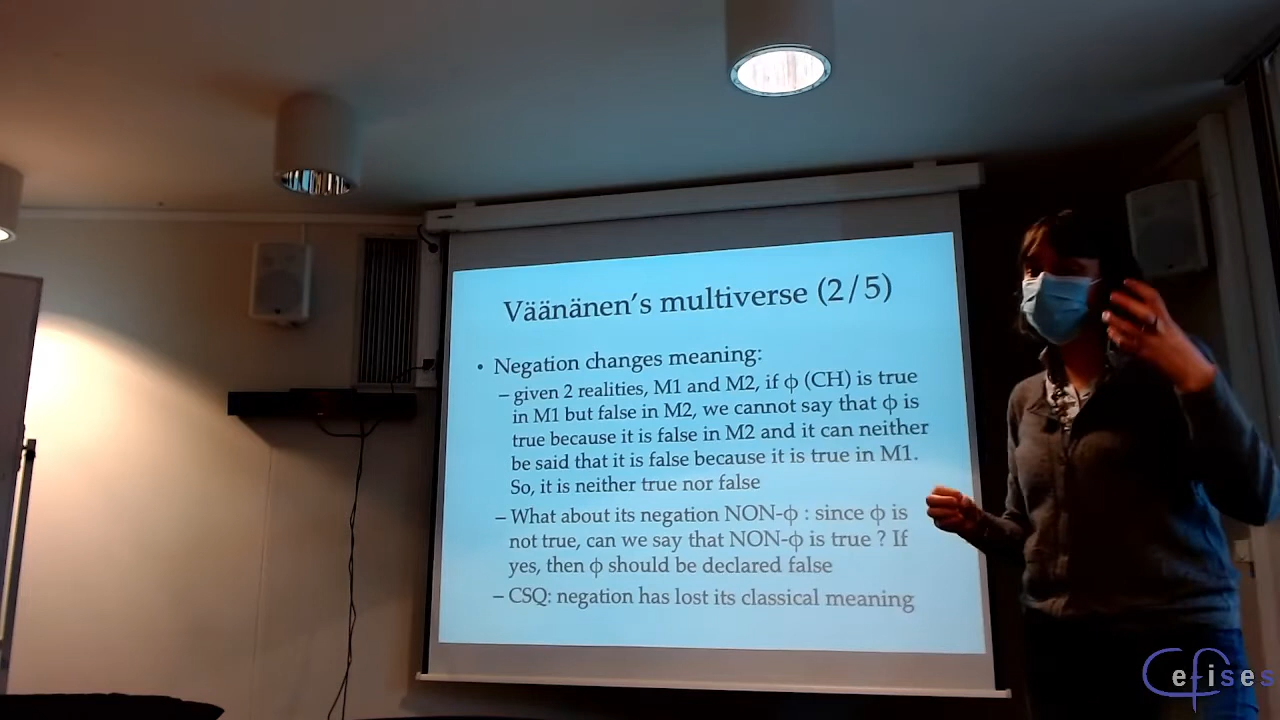 Väänänen's multiverse (2/5)
• Negation changes meaning:
– given 2 realities, M1 and M2, if ϕ (CH) is true
in M1 but false in M2, we cannot say that ϕ is
true because it is false in M2 and it can neither
be said that it is false because it is true in M1.
So, it is neither true nor false
– What about its negation NON-ϕ : since ϕ is
not true, can we say that NON-ϕ is true ? If
yes, then ϕ should be declared false
– CSQ: negation has lost its classical meaning
Cefises